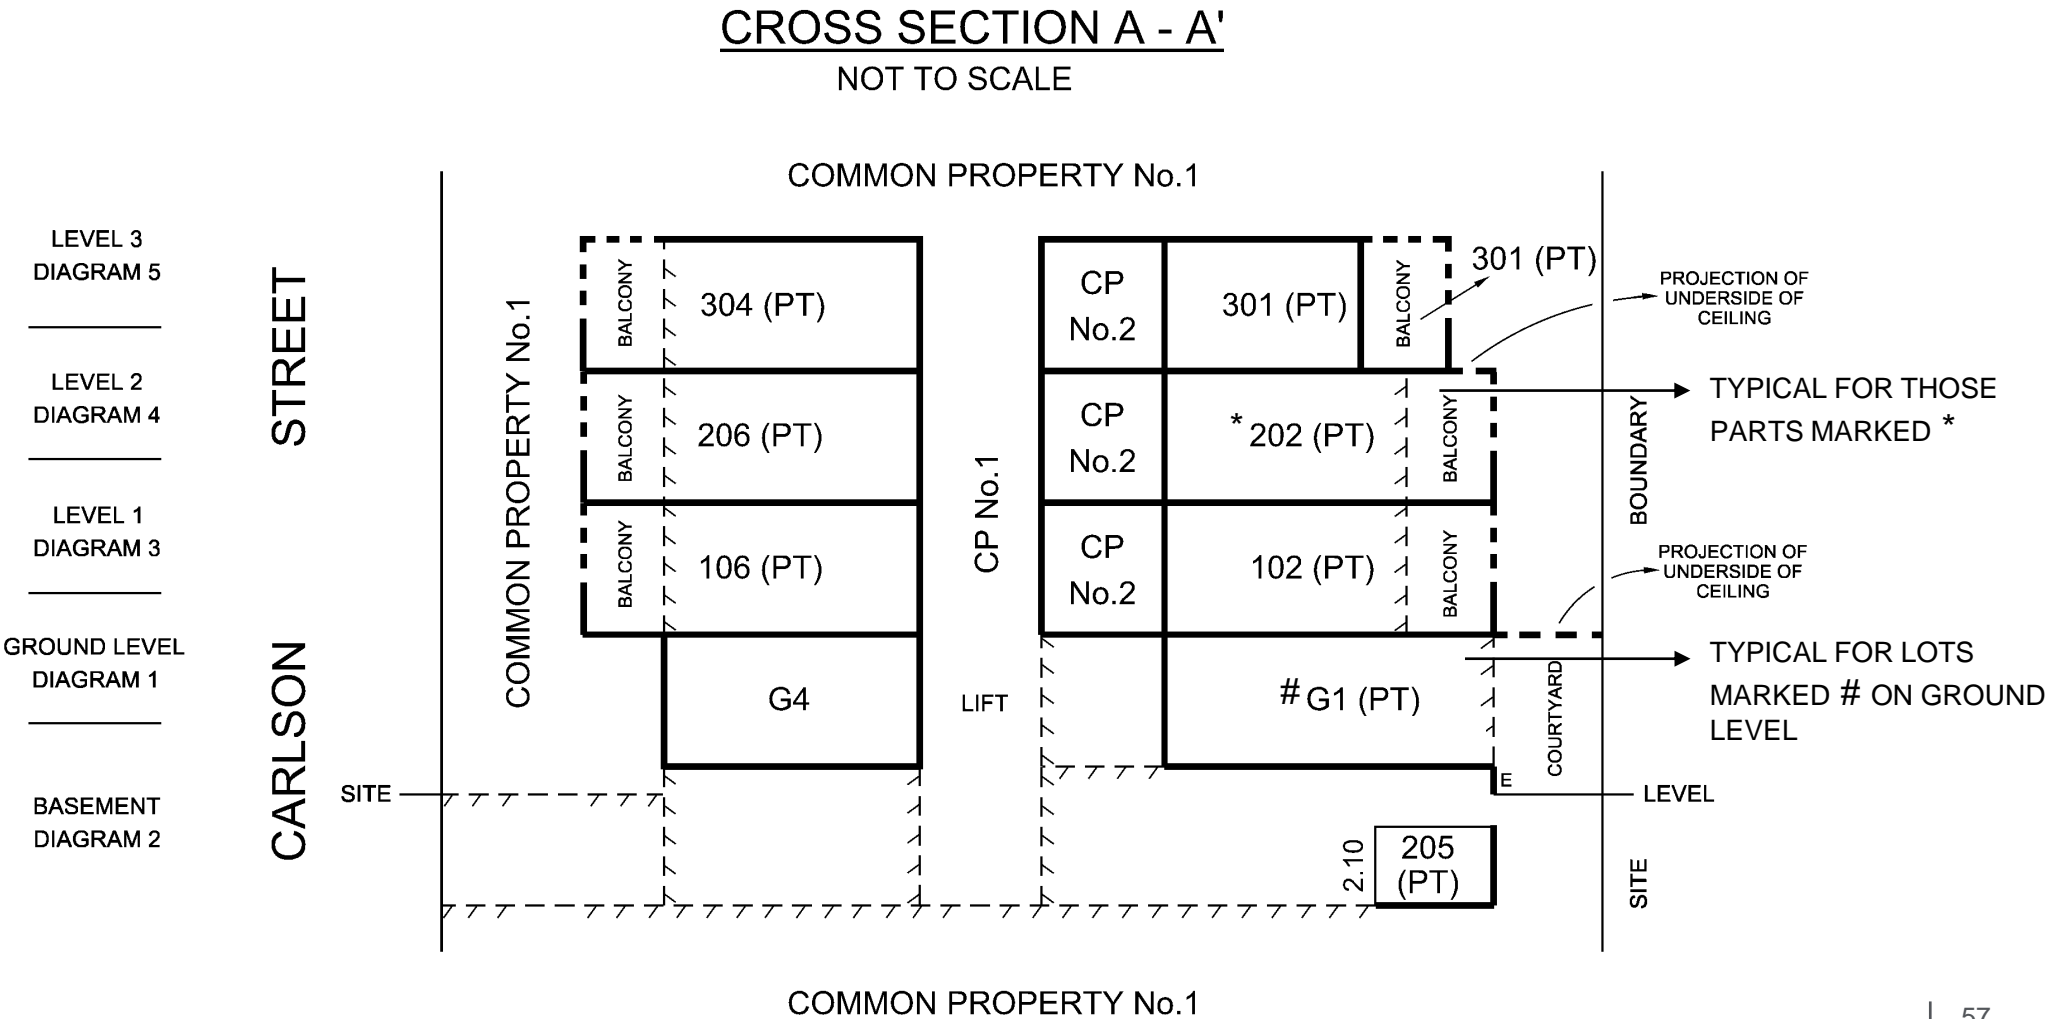 CROSS SECTION A - A'
NOT TO SCALE
COMMON PROPERTY No.1
LEVEL 3
DIAGRAM 5
LEVEL 2
DIAGRAM 4
LEVEL 1
DIAGRAM 3
GROUND LEVEL
DIAGRAM 1
BASEMENT
DIAGRAM 2
CARLSON STREET
SITE
COMMON PROPERTY No.1
BALCONY
304 (PT)
BALCONY
206 (PT)
BALCONY
106 (PT)
G4
CP No.1
LIFT
CP
No.2
301 (PT)
BALCONY
301 (PT)
CP
No.2
*202 (PT)
BALCONY
CP
No.2
102 (PT)
BALCONY
#G1 (PT)
COURTYARD
E
LEVEL
2.10
205
(PT)
SITE BOUNDARY
PROJECTION OF
UNDERSIDE OF
CEILING
TYPICAL FOR THOSE
PARTS MARKED *
PROJECTION OF
UNDERSIDE OF
CEILING
TYPICAL FOR LOTS
MARKED # ON GROUND
LEVEL
COMMON PROPERTY No.1
57